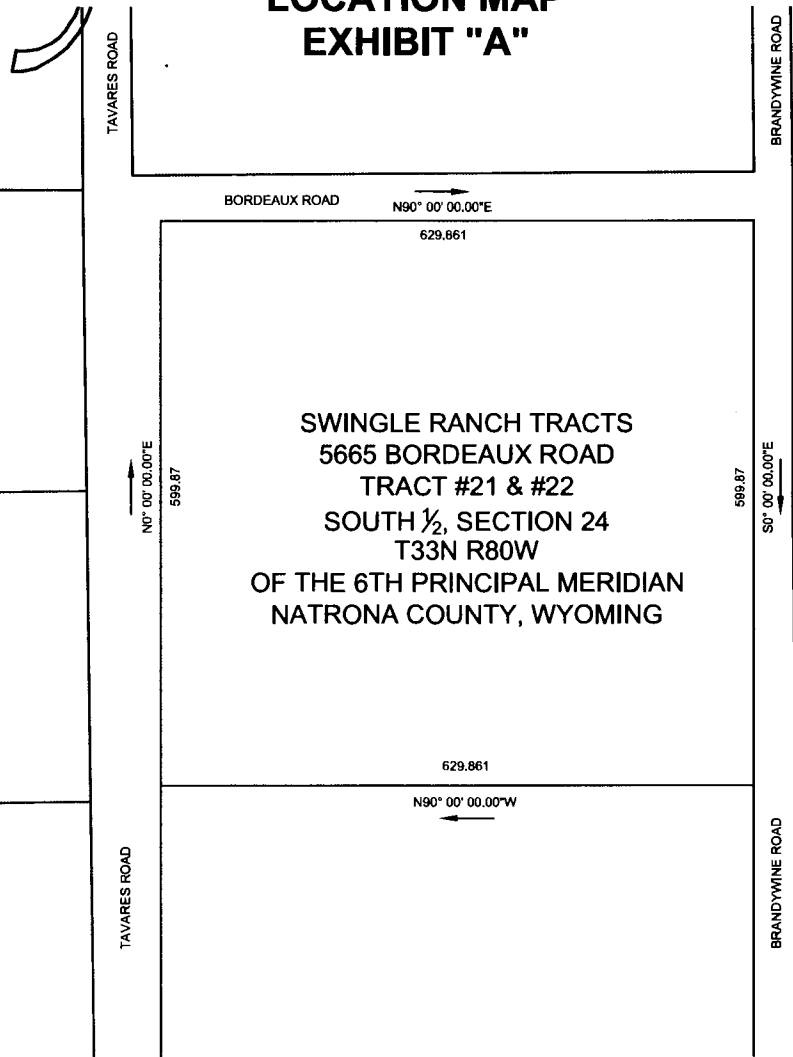 LOCATION MAP
EXHIBIT "A"
TAVARES ROAD
BRANDYWINE ROAD
BORDEAUX ROAD
N90° 00' 00.00"E
629.861
N0° 00' 00.00"E
599.87
SWINGLE RANCH TRACTS
5665 BORDEAUX ROAD
TRACT #21 & #22
SOUTH ½, SECTION 24
T33N R80W
OF THE 6TH PRINCIPAL MERIDIAN
NATRONA COUNTY, WYOMING
599.87
S0° 00' 00.00"E
629.861
N90° 00' 00.00"W
TAVARES ROAD
BRANDYWINE ROAD